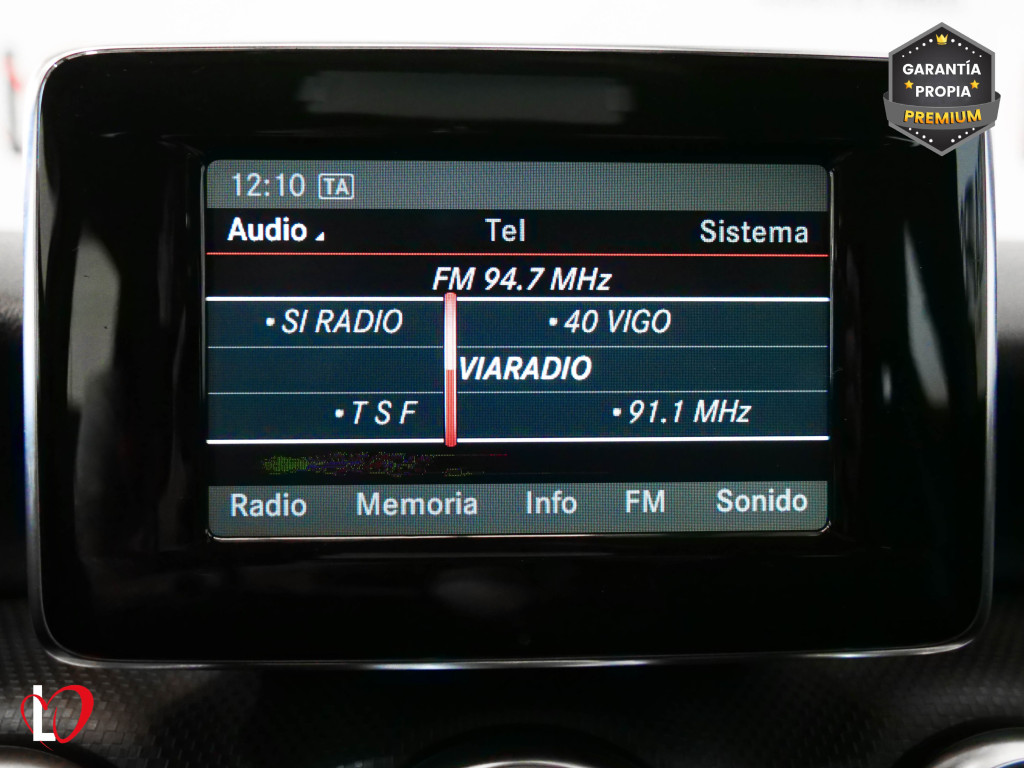 GARANTÍA
PROPIA
PREMIUM
12:10 TA
Audio Tel Sistema
FM 94.7 MHz
• SI RADIO • 40 VIGO
VIARADIO
• T S F • 91.1 MHz
Radio Memoria Info FM Sonido
L